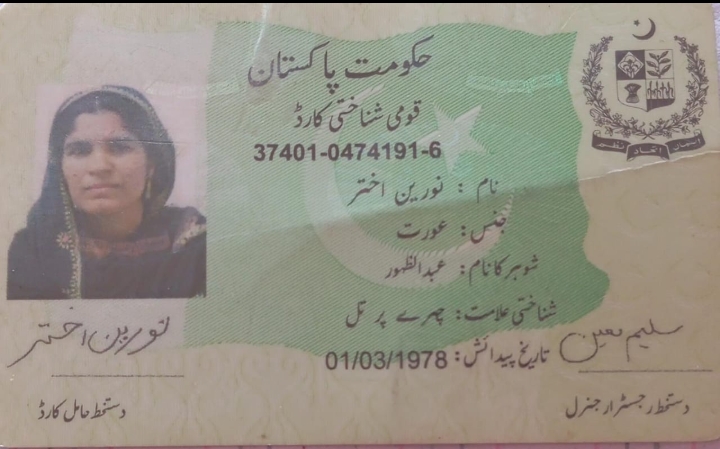 حکومت پاکستان
قومی شناختی کارڈ
37401-0474191-6
نام : نورین اختر
جنس: عورت
شوہر کا نام: عبدالظہور
شناختی علامت: چہرے پر تل
تاریخ پیدائش: 01/03/1978
ایمان اتحاد نظم
نورین اختر
سلیم معین
دستخط حامل کارڈ
دستخط رجسٹرار جنرل